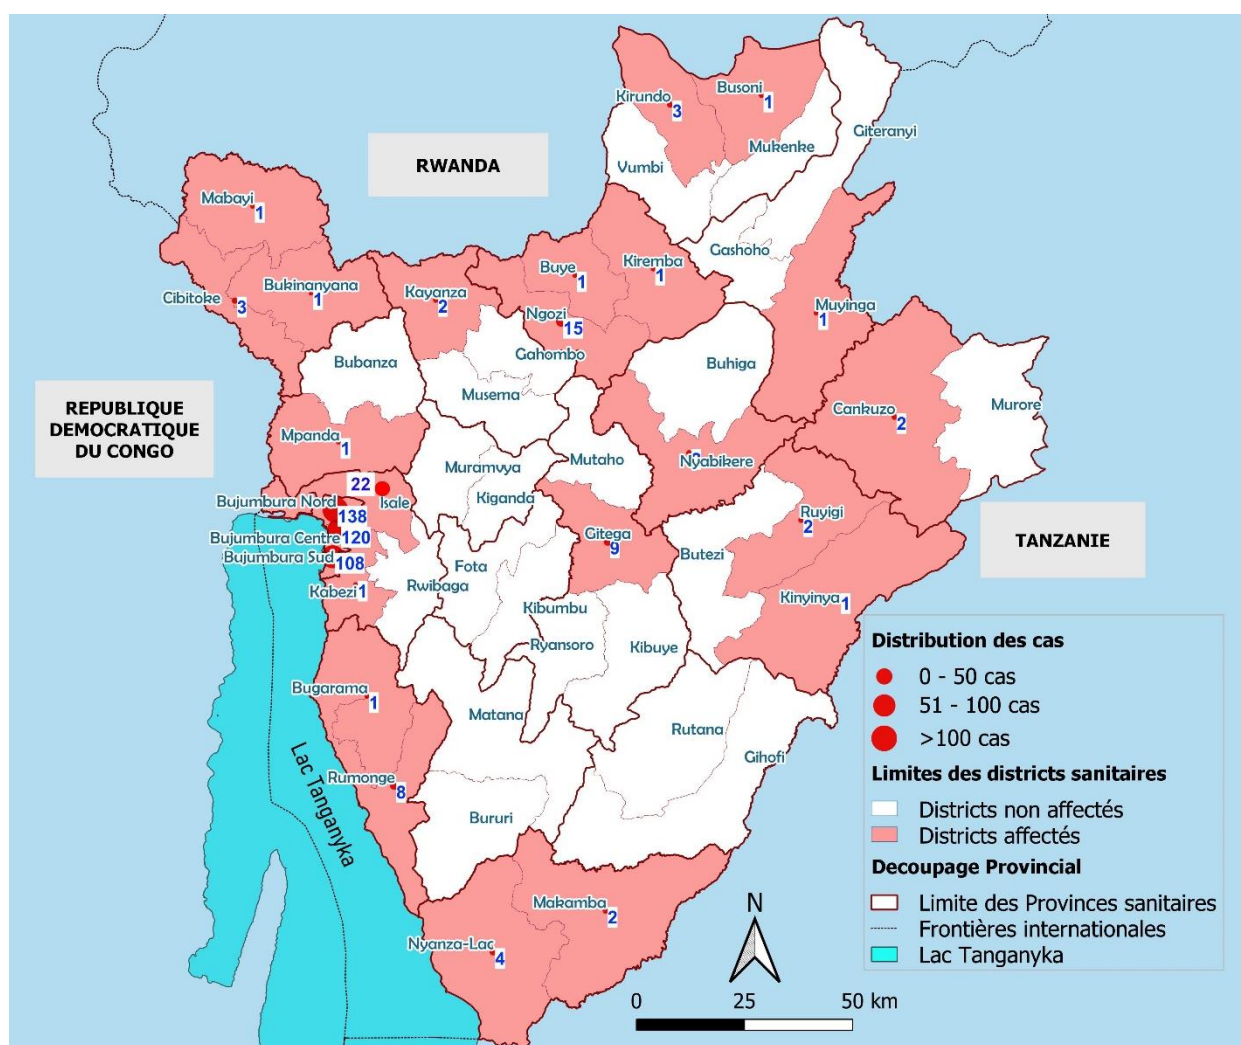 Kirundo
3
Busoni
1
Giteranyi
Mukenke
Vumbi
RWANDA
Mabayi
1
Gashoho
Buye
1
Kiremba
1
Bukinanyana
1
Kayanza
2
Cibitoke
3
Muyinga
1
Ngozi
15
Gahombo
Bubanza
Buhiga
Musema
Cankuzo
2
Murore
REPUBLIQUE
DEMOCRATIQUE
DU CONGO
Mpanda
1
Muramvya
Mutaho
Nyabikere
22
Isale
Kiganda
Bujumbura Nord
138
Ruyigi
2
Bujumbura Centre
120
Gitega
9
Butezi
TANZANIE
Bujumbura Sud
108
Fota
Rwibaga
Kabezi
1
Kinyinya
1
Kibumbu
Ryansoro
Kibuye
Bugarama
1
Matana
Rutana
Gihofi
Lac Tanganyka
Rumonge
8
Bururi
Makamba
2
Nyanza-Lac
4
N
0 25 50 km
Distribution des cas
0 - 50 cas
51 - 100 cas
>100 cas
Limites des districts sanitaires
Districts non affectés
Districts affectés
Decoupage Provincial
Limite des Provinces sanitaires
Frontières internationales
Lac Tanganyka